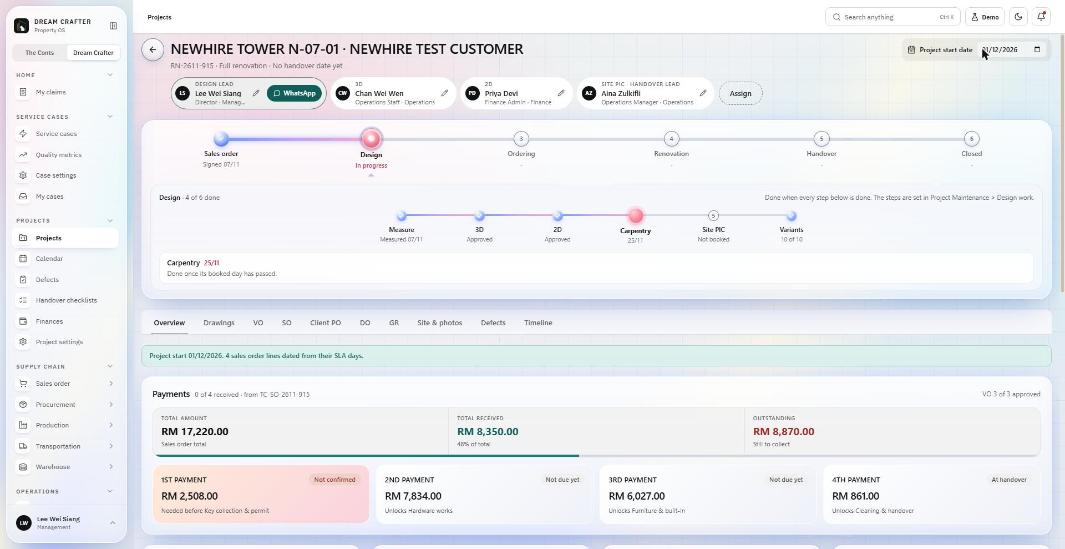 DREAM CRAFTER
Property OS
The Conts
Dream Crafter
HOME
My claims
SERVICE CASES
Service cases
Quality metrics
Case settings
My cases
PROJECTS
Projects
Calendar
Defects
Handover checklists
Finances
Project settings
SUPPLY CHAIN
Sales order
Procurement
Production
Transportation
Warehouse
OPERATIONS
LW
Lee Wei Siang
Management
Projects
Search anything
Ctrl K
Demo
NEWHIRE TOWER N-07-01 · NEWHIRE TEST CUSTOMER
RN-2611-915 · Full renovation · No handover date yet
Project start date
01/12/2026
LS
DESIGN LEAD
Lee Wei Siang
Director · Manag...
WhatsApp
CW
3D
Chan Wei Wen
Operations Staff · Operations
PD
2D
Priya Devi
Finance Admin · Finance
AZ
SITE PIC · HANDOVER LEAD
Aina Zulkifli
Operations Manager · Operations
Assign
Sales order
Signed 07/11
Design
In progress
3
Ordering
-
4
Renovation
-
5
Handover
-
6
Closed
-
Design · 4 of 6 done
Done when every step below is done. The steps are set in Project Maintenance > Design work.
Measure
Measured 07/11
3D
Approved
2D
Approved
Carpentry
25/11
5
Site PIC
Not booked
Variants
10 of 10
Carpentry 25/11
Done once its booked day has passed.
Overview
Drawings
VO
SO
Client PO
DO
GR
Site & photos
Defects
Timeline
Project start 01/12/2026. 4 sales order lines dated from their SLA days.
Payments 0 of 4 received · from TC-SO-2611-915
VO 3 of 3 approved
TOTAL AMOUNT
RM 17,220.00
Sales order total
TOTAL RECEIVED
RM 8,350.00
48% of total
OUTSTANDING
RM 8,870.00
Still to collect
1ST PAYMENT
Not confirmed
RM 2,508.00
Needed before Key collection & permit
2ND PAYMENT
Not due yet
RM 7,834.00
Unlocks Hardware works
3RD PAYMENT
Not due yet
RM 6,027.00
Unlocks Furniture & built-in
4TH PAYMENT
At handover
RM 861.00
Unlocks Cleaning & handover